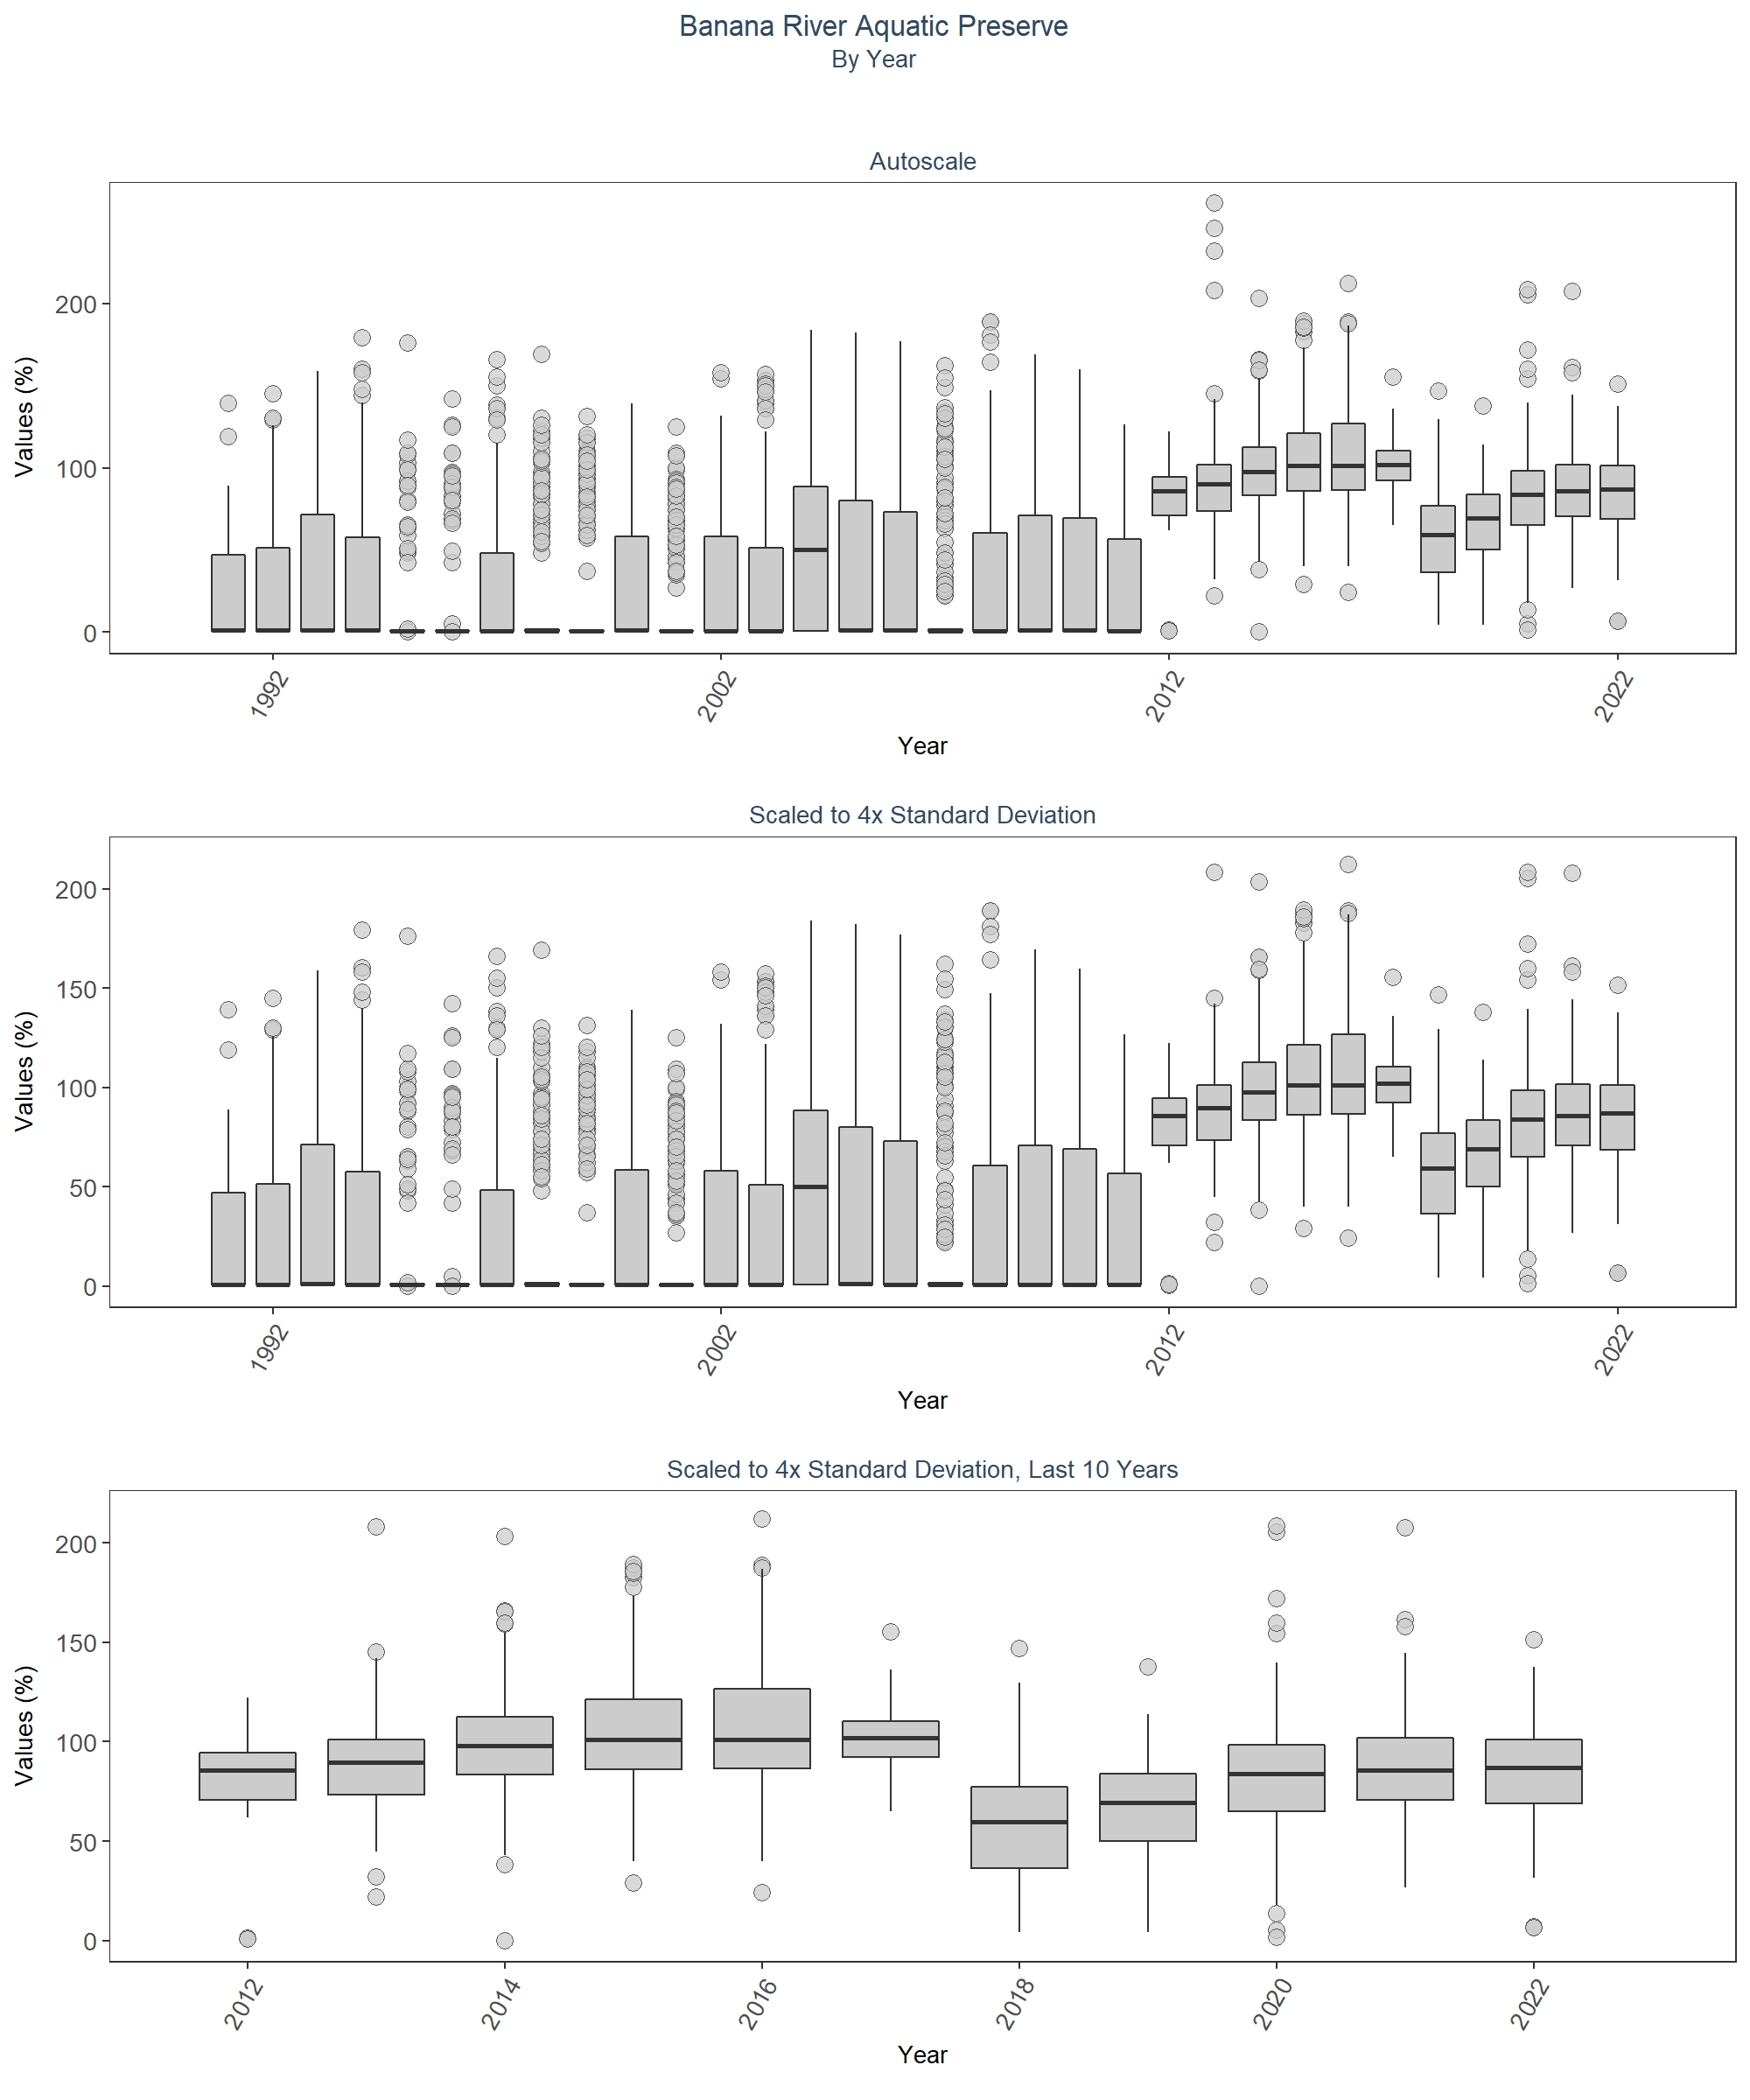 Banana River Aquatic Preserve
By Year
Autoscale
Values (%)
200
100
0
1992
2002
2012
2022
Year
Scaled to 4x Standard Deviation
Values (%)
200
150
100
50
0
1992
2002
2012
2022
Year
Scaled to 4x Standard Deviation, Last 10 Years
Values (%)
200
150
100
50
0
2012
2014
2016
2018
2020
2022
Year